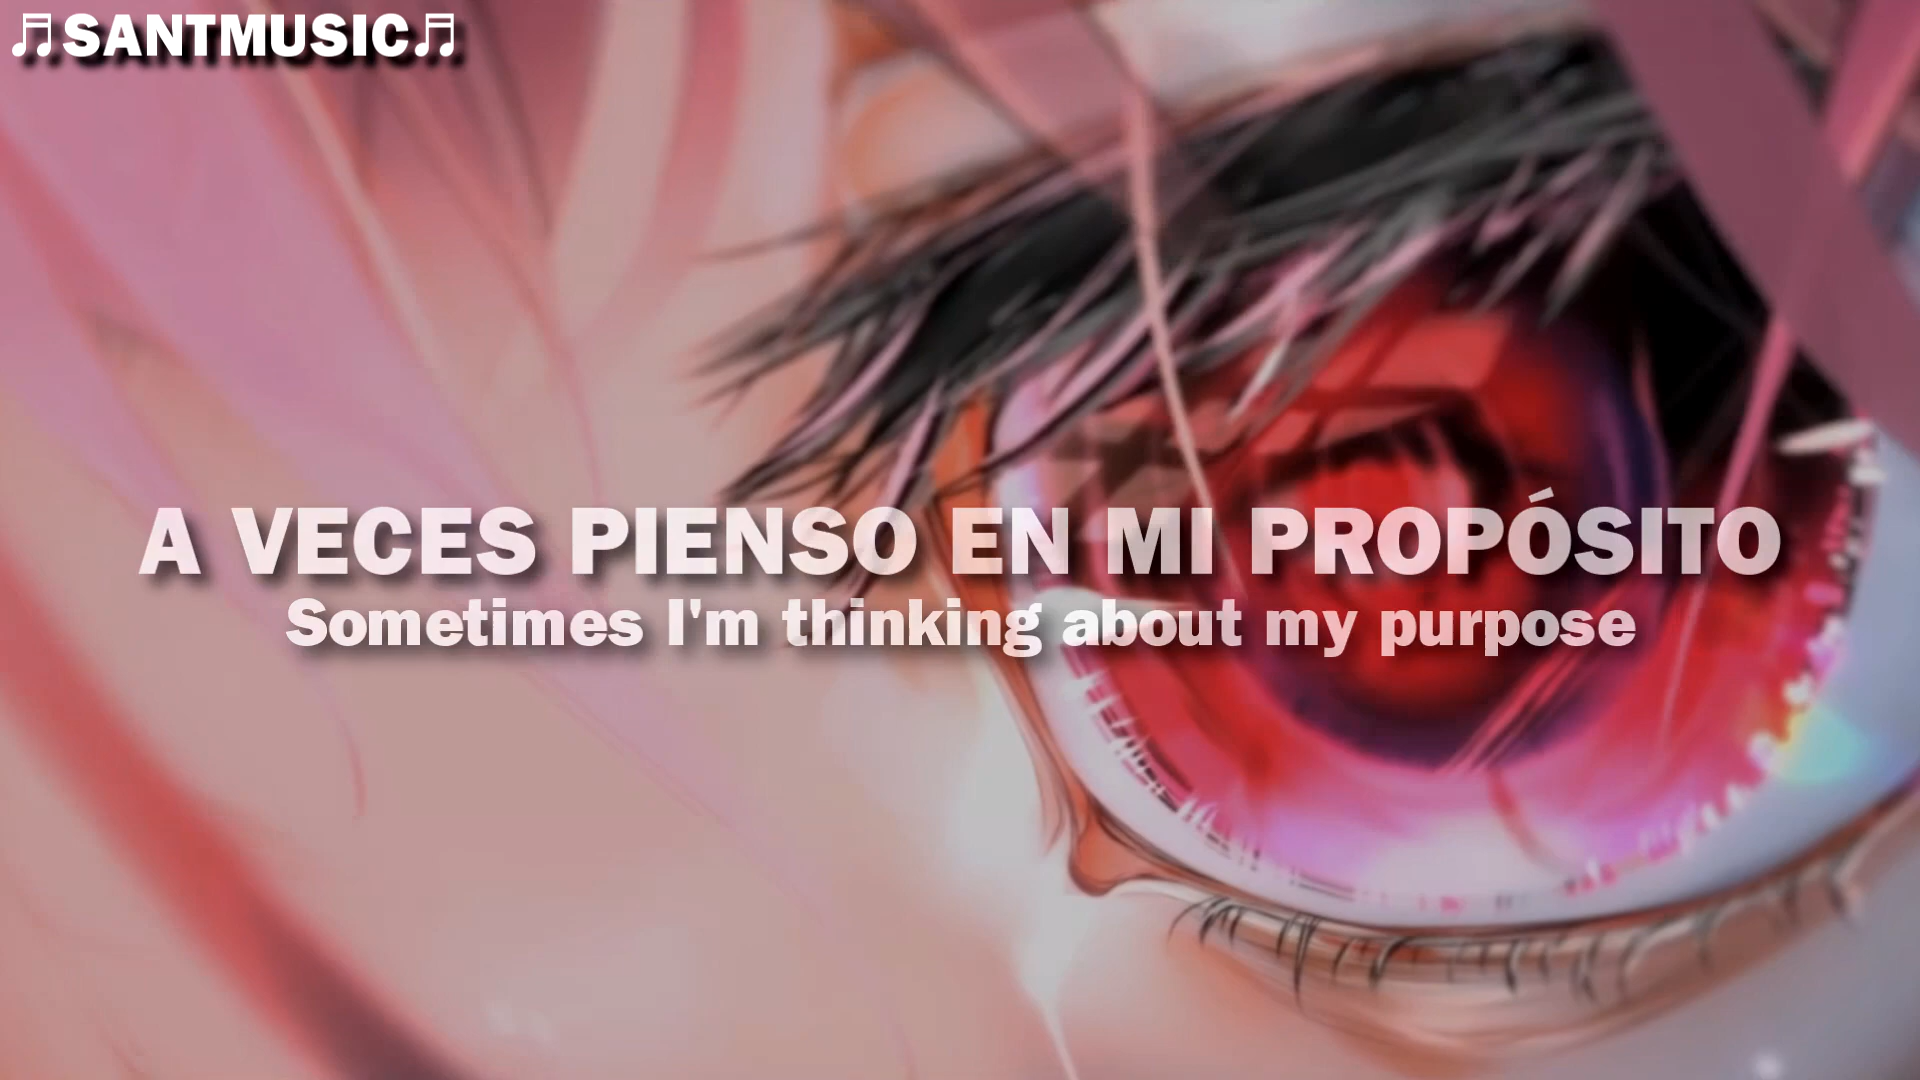 ♫SANTMUSIC♫
A VECES PIENSO EN MI PROPÓSITO
Sometimes I'm thinking about my purpose